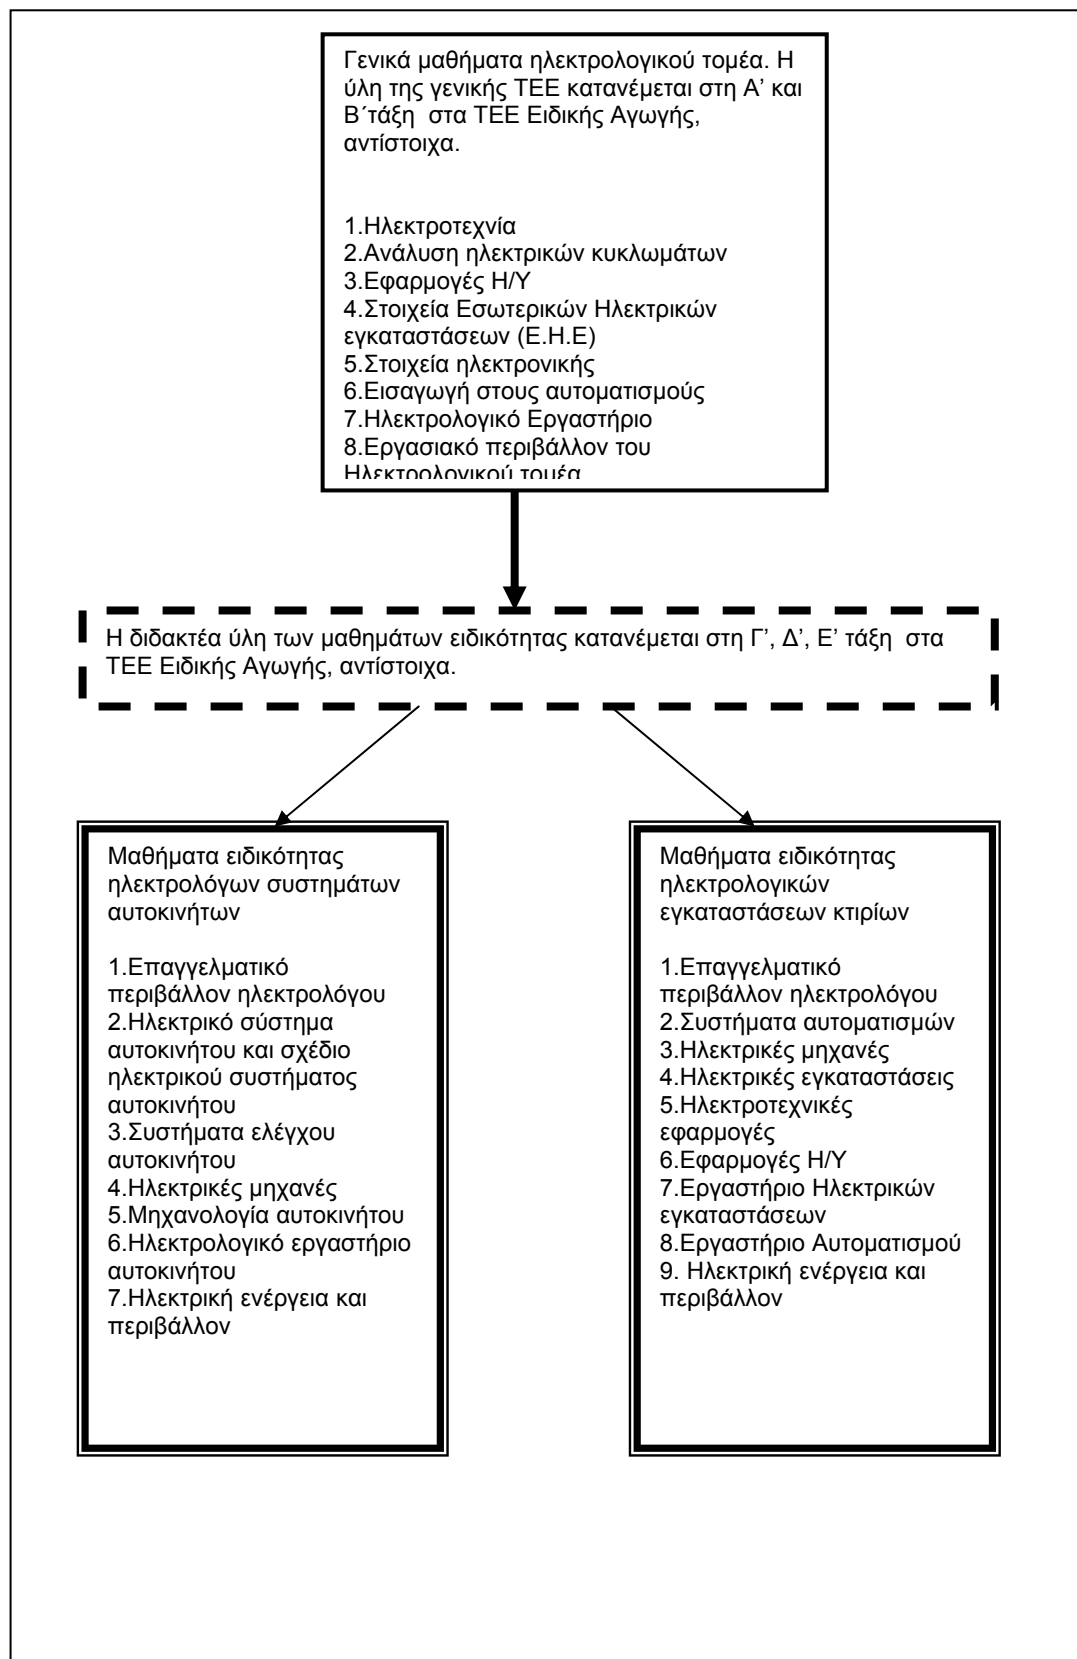 Γενικά μαθήματα ηλεκτρολογικού τομέα. Η
ύλη της γενικής ΤΕΕ κατανέμεται στη Α’ και
Β΄τάξη  στα ΤΕΕ Ειδικής Αγωγής,
αντίστοιχα.
1.Ηλεκτροτεχνία
2.Ανάλυση ηλεκτρικών κυκλωμάτων
3.Εφαρμογές Η/Υ
4.Στοιχεία Εσωτερικών Ηλεκτρικών
εγκαταστάσεων (Ε.Η.Ε)
5.Στοιχεία ηλεκτρονικής
6.Εισαγωγή στους αυτοματισμούς
7.Ηλεκτρολογικό Εργαστήριο
8.Εργασιακό περιβάλλον του
Ηλεκτρολογικού τομέα
Η διδακτέα ύλη των μαθημάτων ειδικότητας κατανέμεται στη Γ’, Δ’, Ε’ τάξη  στα
ΤΕΕ Ειδικής Αγωγής, αντίστοιχα.
Μαθήματα ειδικότητας
ηλεκτρολόγων συστημάτων
αυτοκινήτων
1.Επαγγελματικό
περιβάλλον ηλεκτρολόγου
2.Ηλεκτρικό σύστημα
αυτοκινήτου και σχέδιο
ηλεκτρικού συστήματος
αυτοκινήτου
3.Συστήματα ελέγχου
αυτοκινήτου
4.Ηλεκτρικές μηχανές
5.Μηχανολογία αυτοκινήτου
6.Ηλεκτρολογικό εργαστήριο
αυτοκινήτου
7.Ηλεκτρική ενέργεια και
περιβάλλον
Μαθήματα ειδικότητας
ηλεκτρολογικών
εγκαταστάσεων κτιρίων
1.Επαγγελματικό
περιβάλλον ηλεκτρολόγου
2.Συστήματα αυτοματισμών
3.Ηλεκτρικές μηχανές
4.Ηλεκτρικές εγκαταστάσεις
5.Ηλεκτροτεχνικές
εφαρμογές
6.Εφαρμογές Η/Υ
7.Εργαστήριο Ηλεκτρικών
εγκαταστάσεων
8.Εργαστήριο Αυτοματισμού
9. Ηλεκτρική ενέργεια και
περιβάλλον